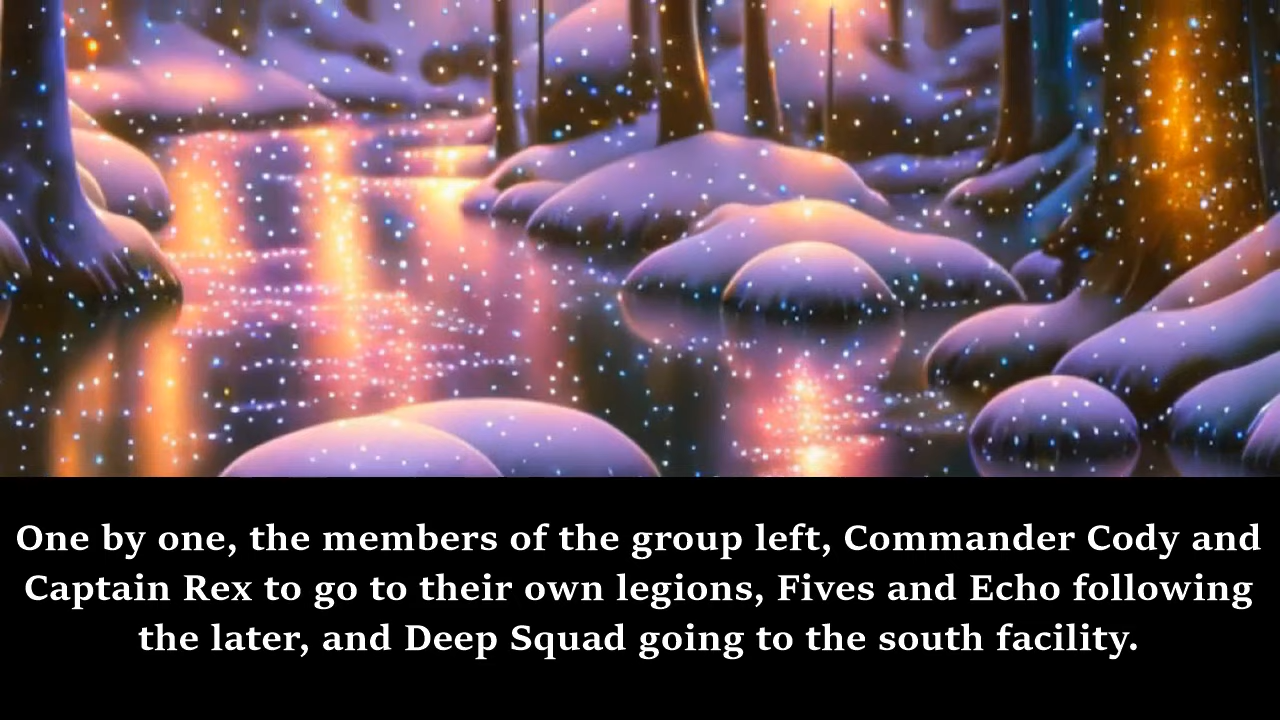 One by one, the members of the group left, Commander Cody and
Captain Rex to go to their own legions, Fives and Echo following
the later, and Deep Squad going to the south facility.